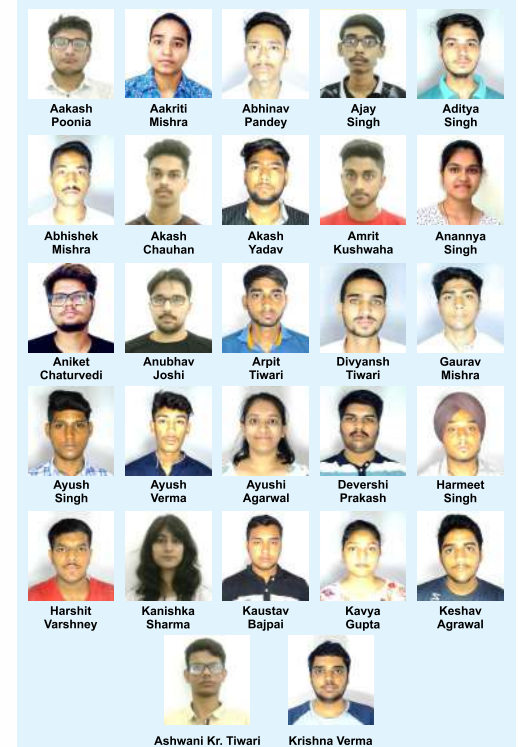 Aakash
Poonia
Aakriti
Mishra
Abhinav
Pandey
Ajay
Singh
Aditya
Singh
Abhishek
Mishra
Akash
Chauhan
Akash
Yadav
Amrit
Kushwaha
Anannya
Singh
Aniket
Chaturvedi
Anubhav
Joshi
Arpit
Tiwari
Divyansh
Tiwari
Gaurav
Mishra
Ayush
Singh
Ayush
Verma
Ayushi
Agarwal
Devershi
Prakash
Harmeet
Singh
Harshit
Varshney
Kanishka
Sharma
Kaustav
Bajpai
Kavya
Gupta
Keshav
Agrawal
Ashwani Kr. Tiwari
Krishna Verma